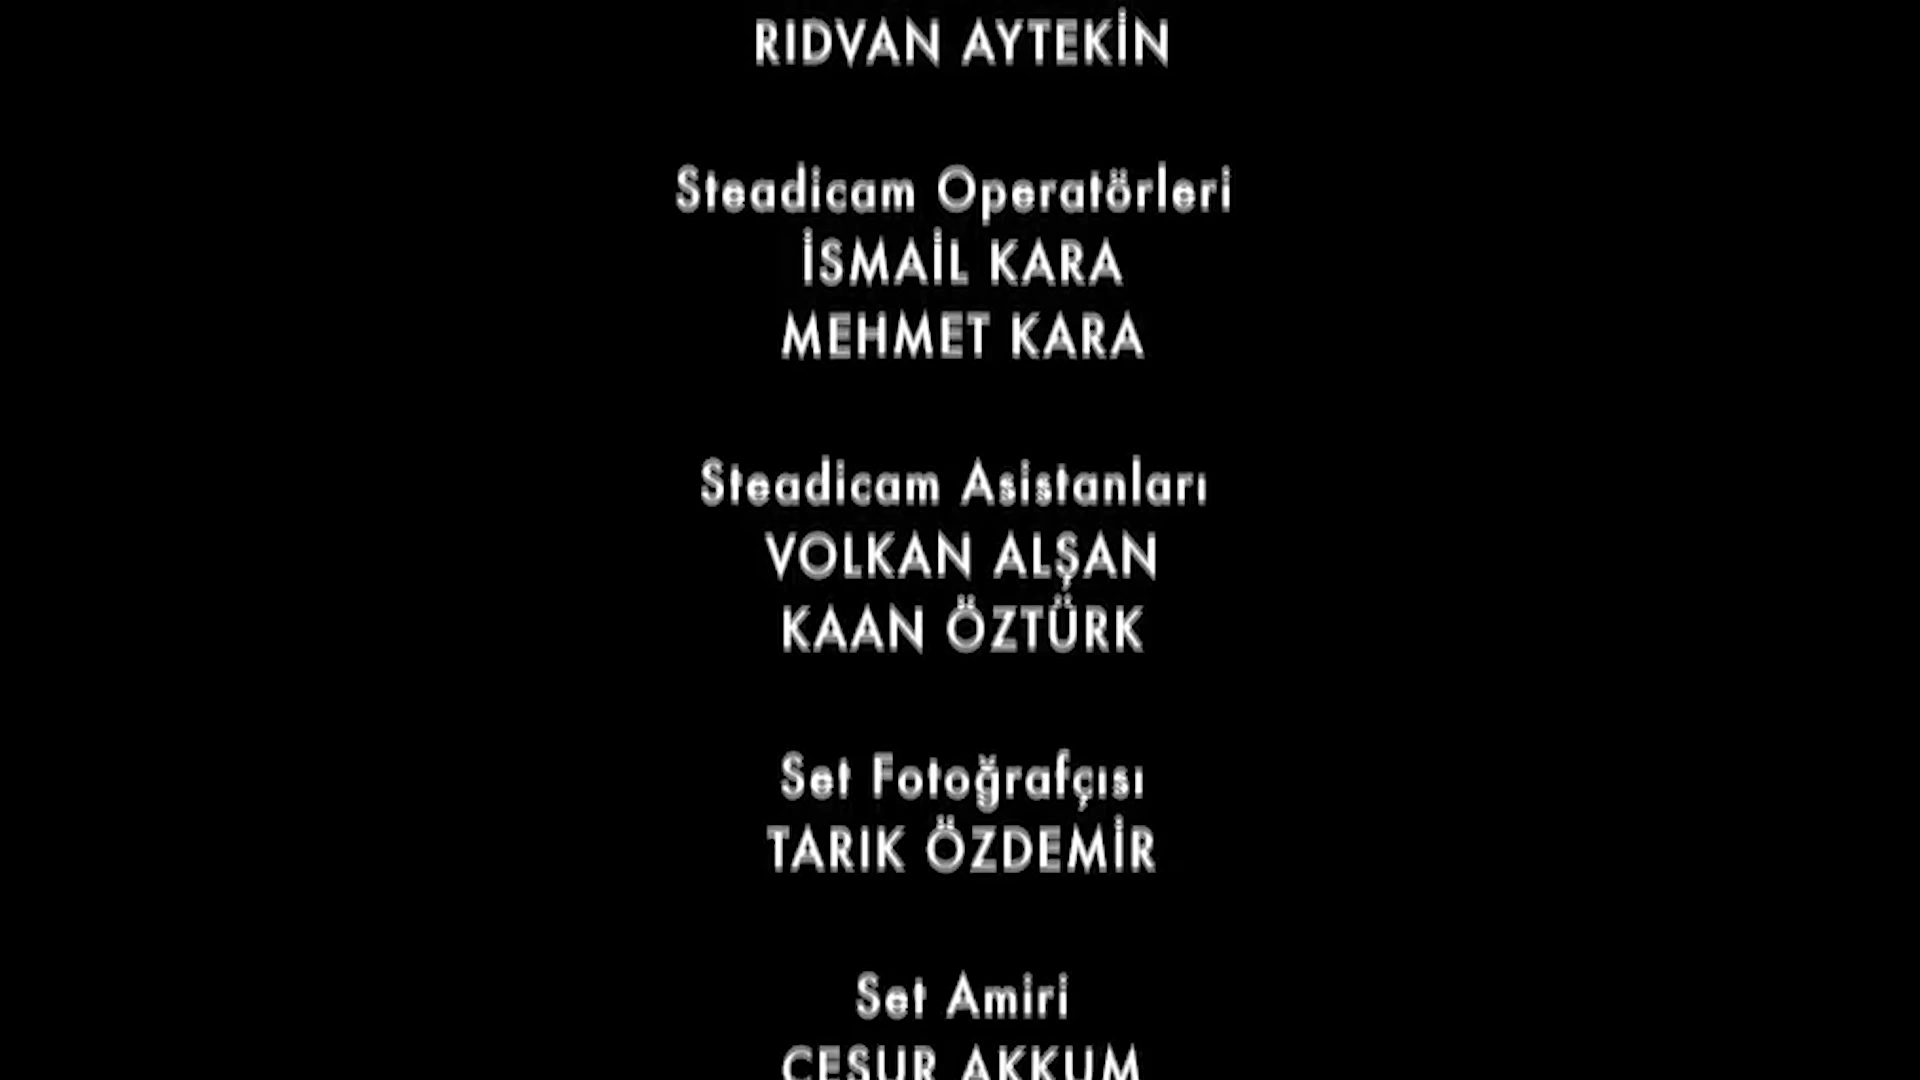 RIDVAN AYTEKİN
Steadicam Operatörleri
İSMAİL KARA
MEHMET KARA
Steadicam Asistanları
VOLKAN ALŞAN
KAAN ÖZTÜRK
Set Fotoğrafçısı
TARIK ÖZDEMİR
Set Amiri
CESUR AKKUM